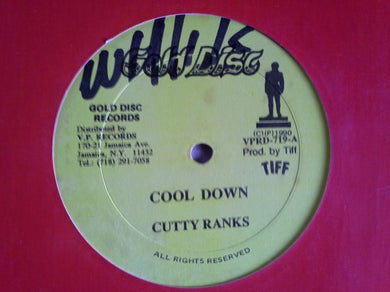 GOLD DISC
GOLD DISC
RECORDS
Distributed by
V.P. RECORDS
170-21 Jamaica Ave.
Jamaica, N.Y. 11432
Tel.: (718) 291-7058
(C)(P)1990
VPRD-719-A
Prod. by Tiff
TIFF
COOL DOWN
CUTTY RANKS
ALL RIGHTS RESERVED